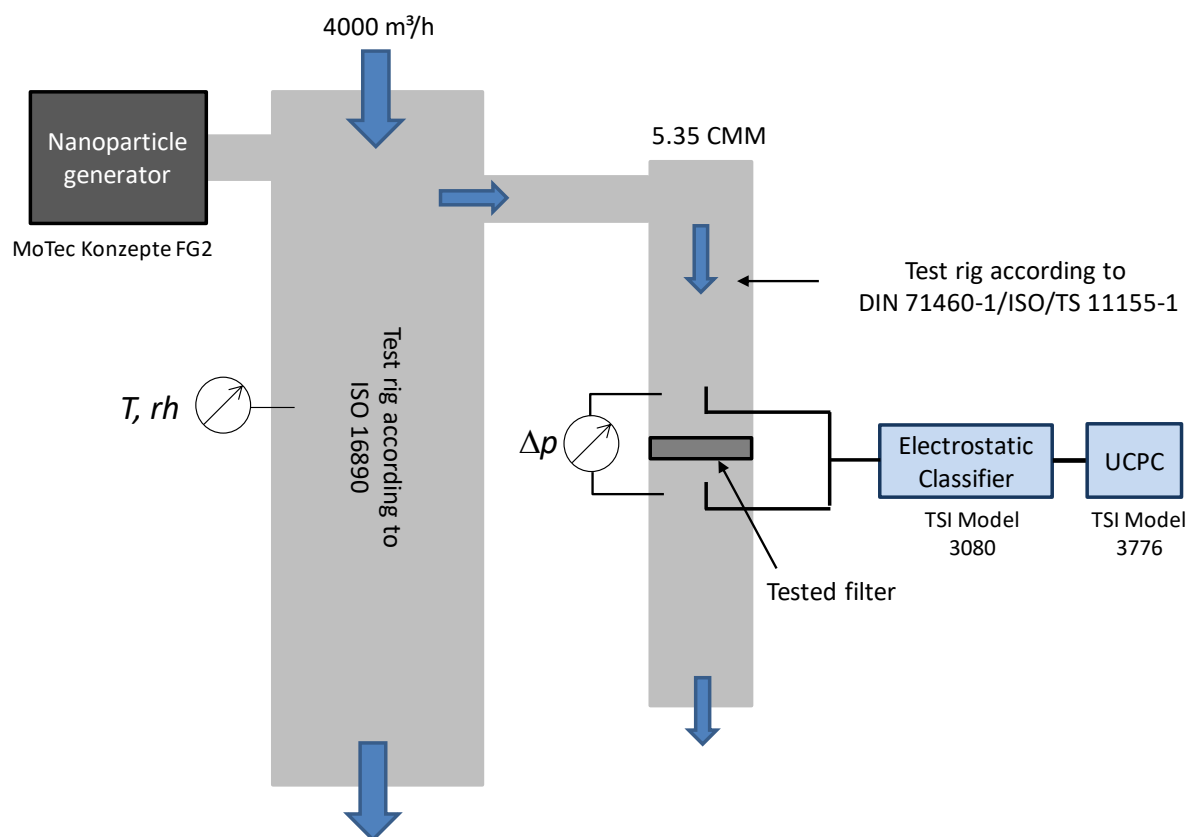 4000 m³/h
Nanoparticle
generator
MoTec Konzepte FG2
5.35 CMM
Test rig according to
DIN 71460-1/ISO/TS 11155-1
Test rig according to
ISO 16890
T, rh
Δp
Electrostatic
Classifier
UCPC
TSI Model
3080
TSI Model
3776
Tested filter